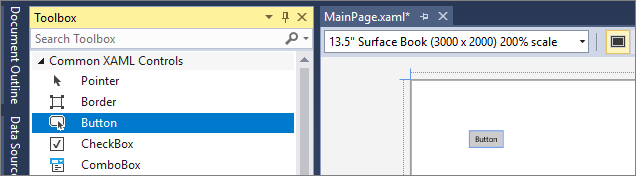 Document Outline
Data Source
Toolbox
Search Toolbox
Common XAML Controls
Pointer
Border
Button
CheckBox
ComboBox
MainPage.xaml*
13.5" Surface Book (3000 x 2000) 200% scale
Button